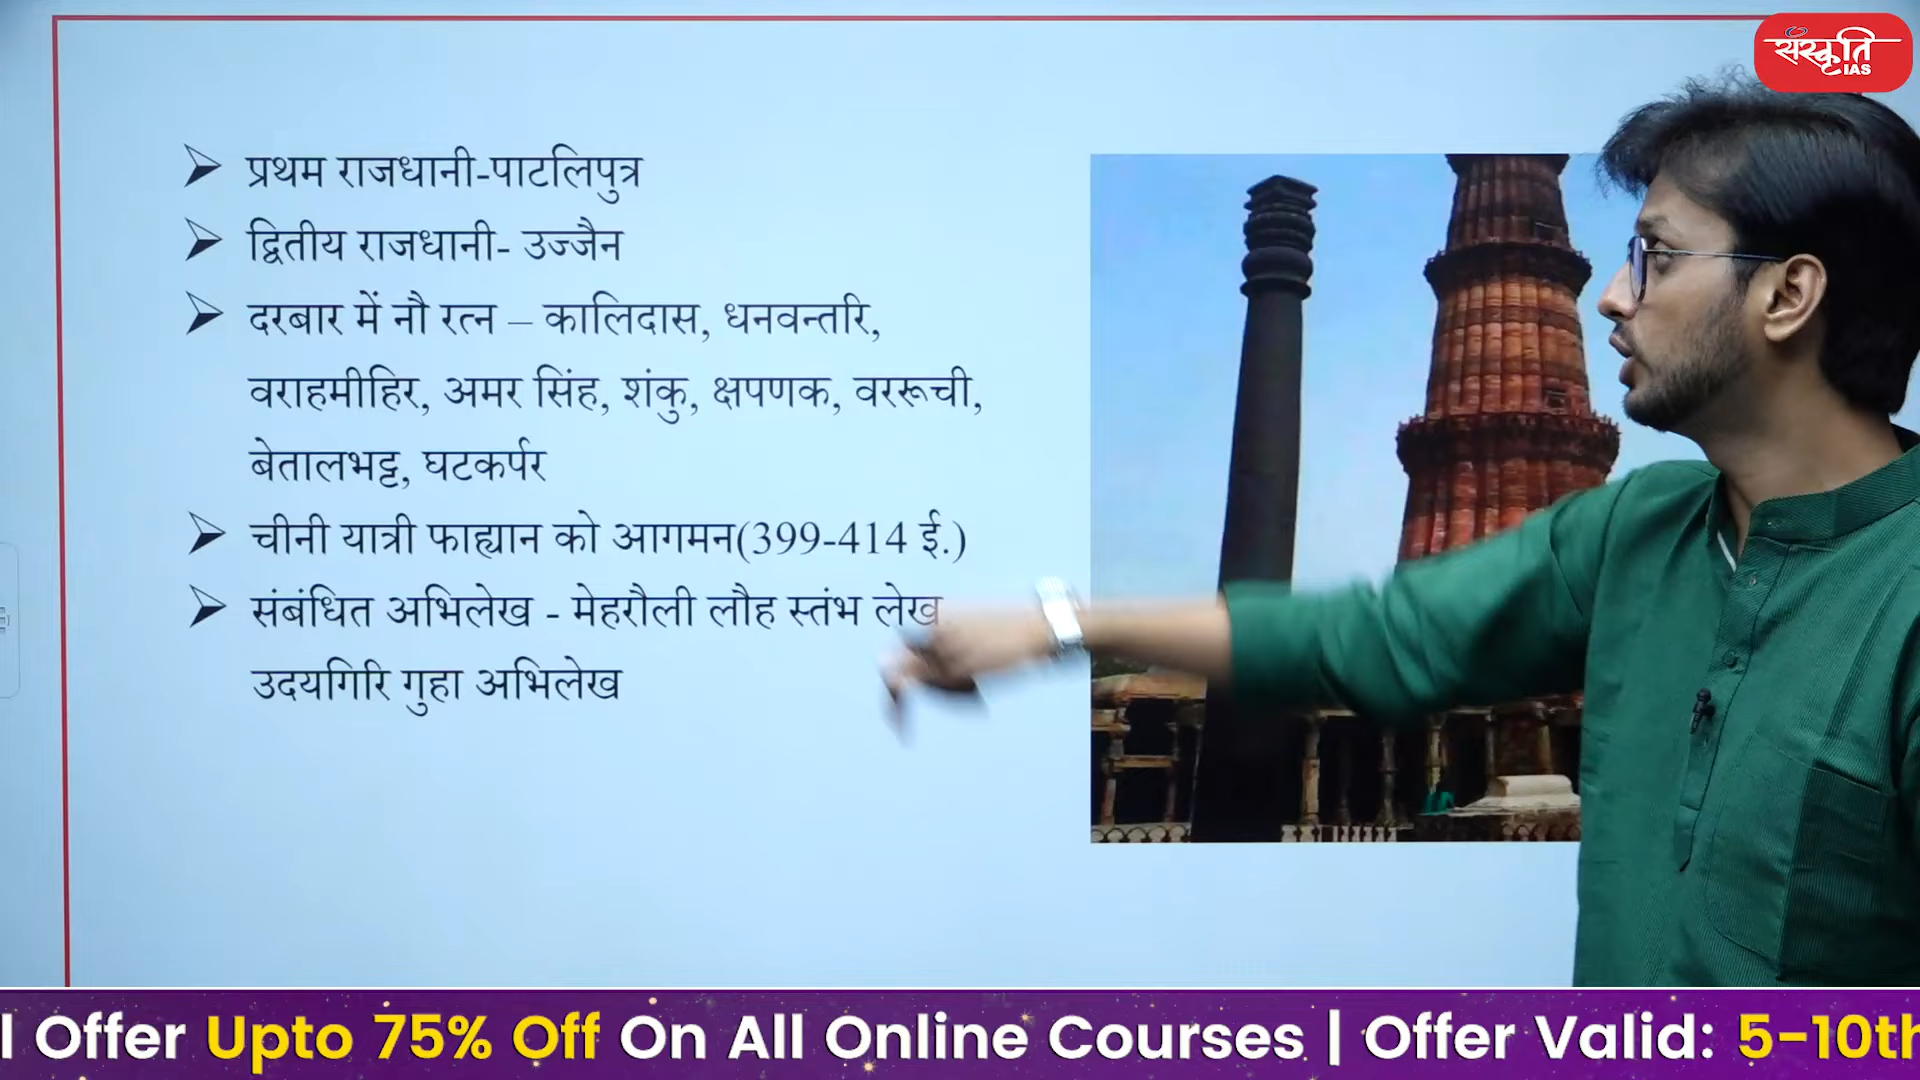 संस्कृति
IAS
प्रथम राजधानी-पाटलिपुत्र
द्वितीय राजधानी- उज्जैन
दरबार में नौ रत्न – कालिदास, धनवन्तरि,
वराहमीहिर, अमर सिंह, शंकु, क्षपणक, वररूची,
बेतालभट्ट, घटकर्पर
चीनी यात्री फाह्यान को आगमन(399-414 ई.)
संबंधित अभिलेख - मेहरौली लौह स्तंभ लेख
उदयगिरि गुहा अभिलेख
l Offer Upto 75% Off On All Online Courses | Offer Valid: 5-10th